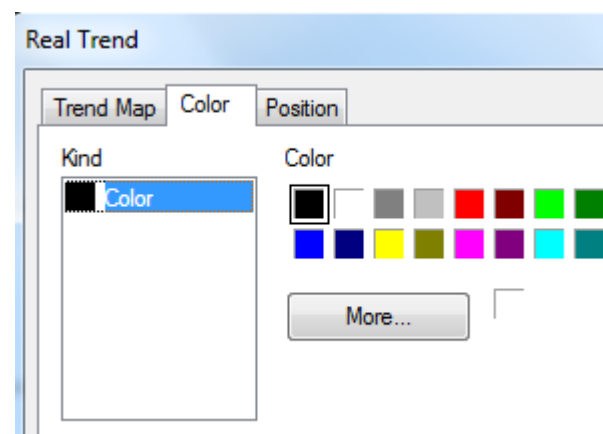 Real Trend
Trend Map Color Position
Kind Color
Color
More...